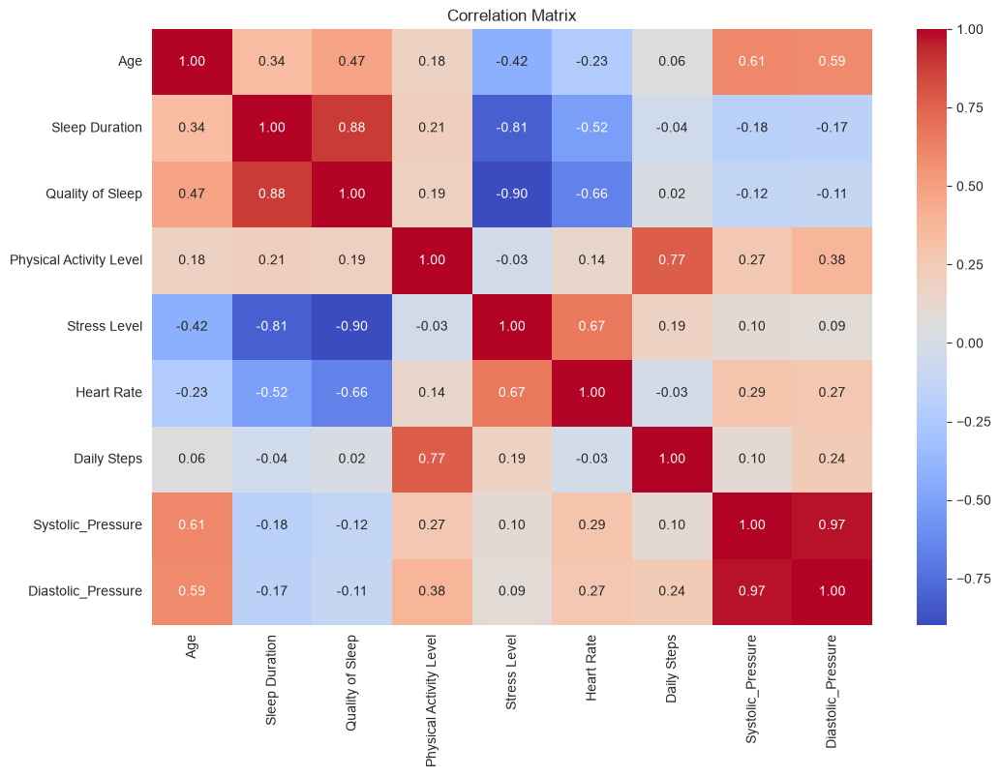 Correlation Matrix
Age 1.00 0.34 0.47 0.18 -0.42 -0.23 0.06 0.61 0.59
Sleep Duration 0.34 1.00 0.88 0.21 -0.81 -0.52 -0.04 -0.18 -0.17
Quality of Sleep 0.47 0.88 1.00 0.19 -0.90 -0.66 0.02 -0.12 -0.11
Physical Activity Level 0.18 0.21 0.19 1.00 -0.03 0.14 0.77 0.27 0.38
Stress Level -0.42 -0.81 -0.90 -0.03 1.00 0.67 0.19 0.10 0.09
Heart Rate -0.23 -0.52 -0.66 0.14 0.67 1.00 -0.03 0.29 0.27
Daily Steps 0.06 -0.04 0.02 0.77 0.19 -0.03 1.00 0.10 0.24
Systolic_Pressure 0.61 -0.18 -0.12 0.27 0.10 0.29 0.10 1.00 0.97
Diastolic_Pressure 0.59 -0.17 -0.11 0.38 0.09 0.27 0.24 0.97 1.00
Age
Sleep Duration
Quality of Sleep
Physical Activity Level
Stress Level
Heart Rate
Daily Steps
Systolic_Pressure
Diastolic_Pressure
1.00
0.75
0.50
0.25
0.00
−0.25
−0.50
−0.75